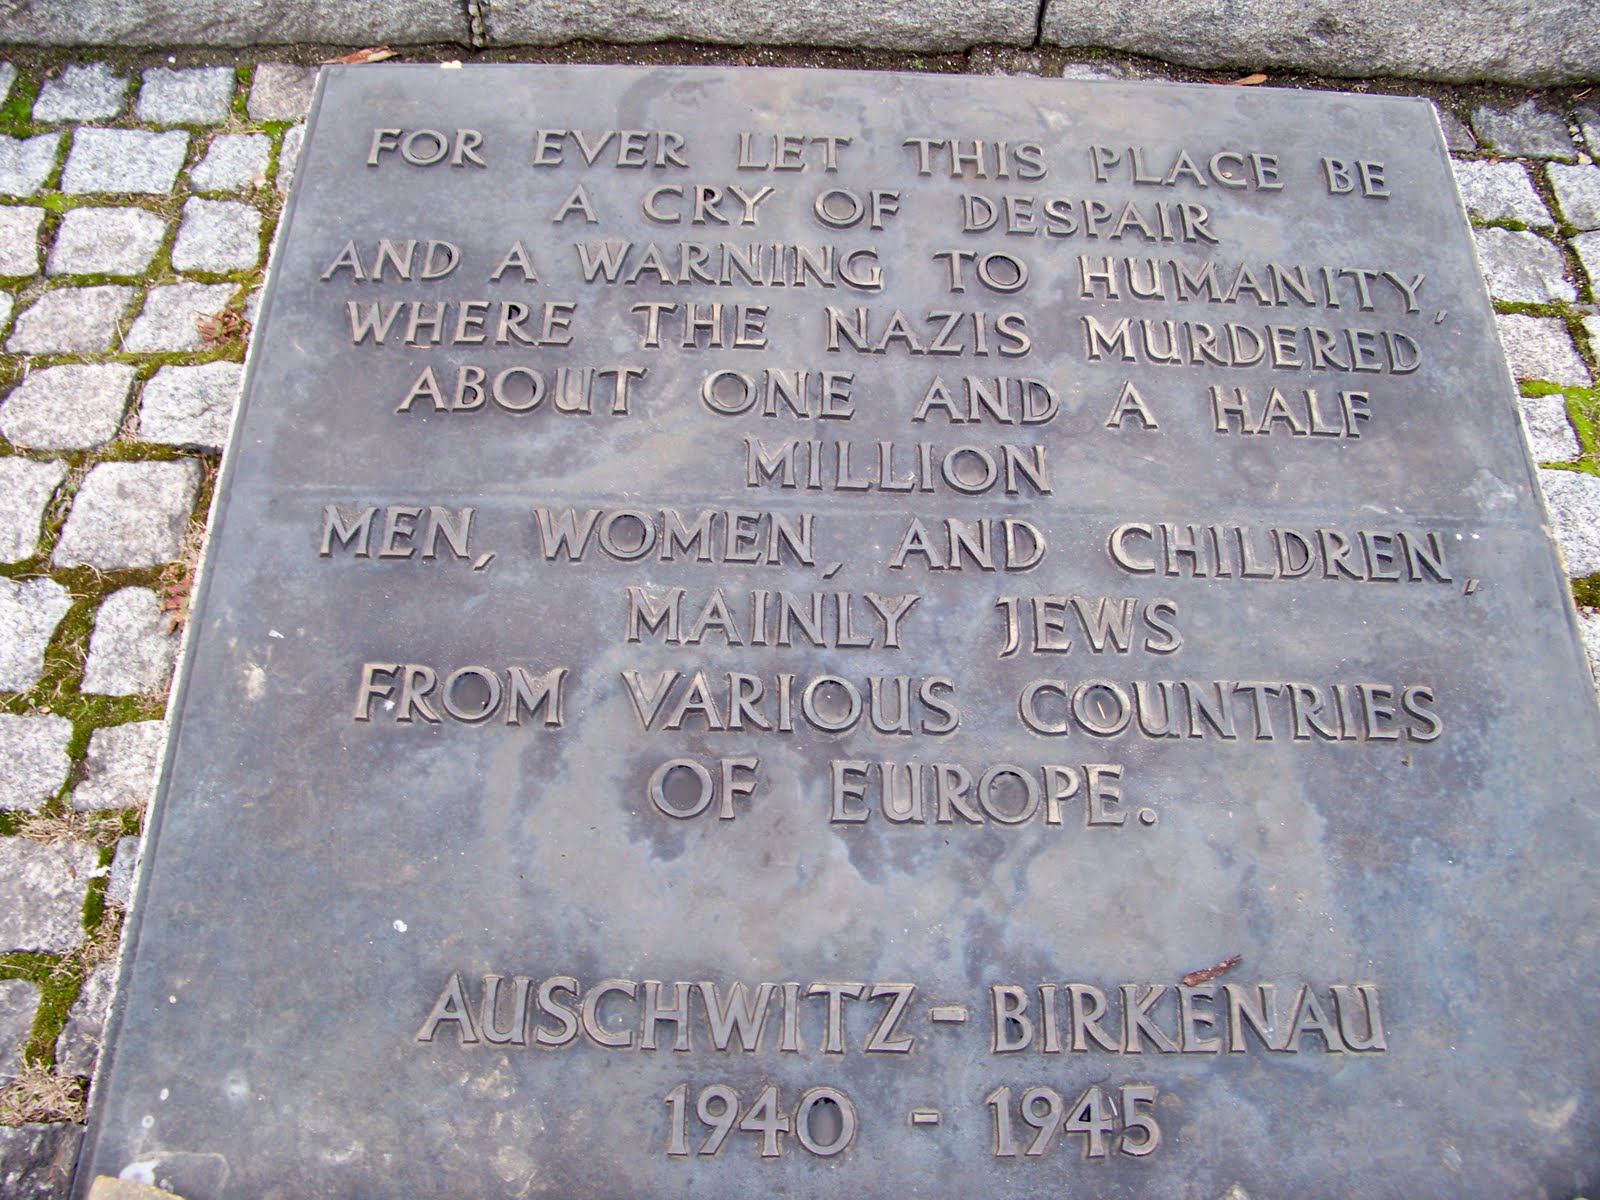 FOR EVER LET THIS PLACE BE
A CRY OF DESPAIR
AND A WARNING TO HUMANITY,
WHERE THE NAZIS MURDERED
ABOUT ONE AND A HALF
MILLION
MEN, WOMEN, AND CHILDREN,
MAINLY JEWS
FROM VARIOUS COUNTRIES
OF EUROPE.
AUSCHWITZ-BIRKENAU
1940 - 1945